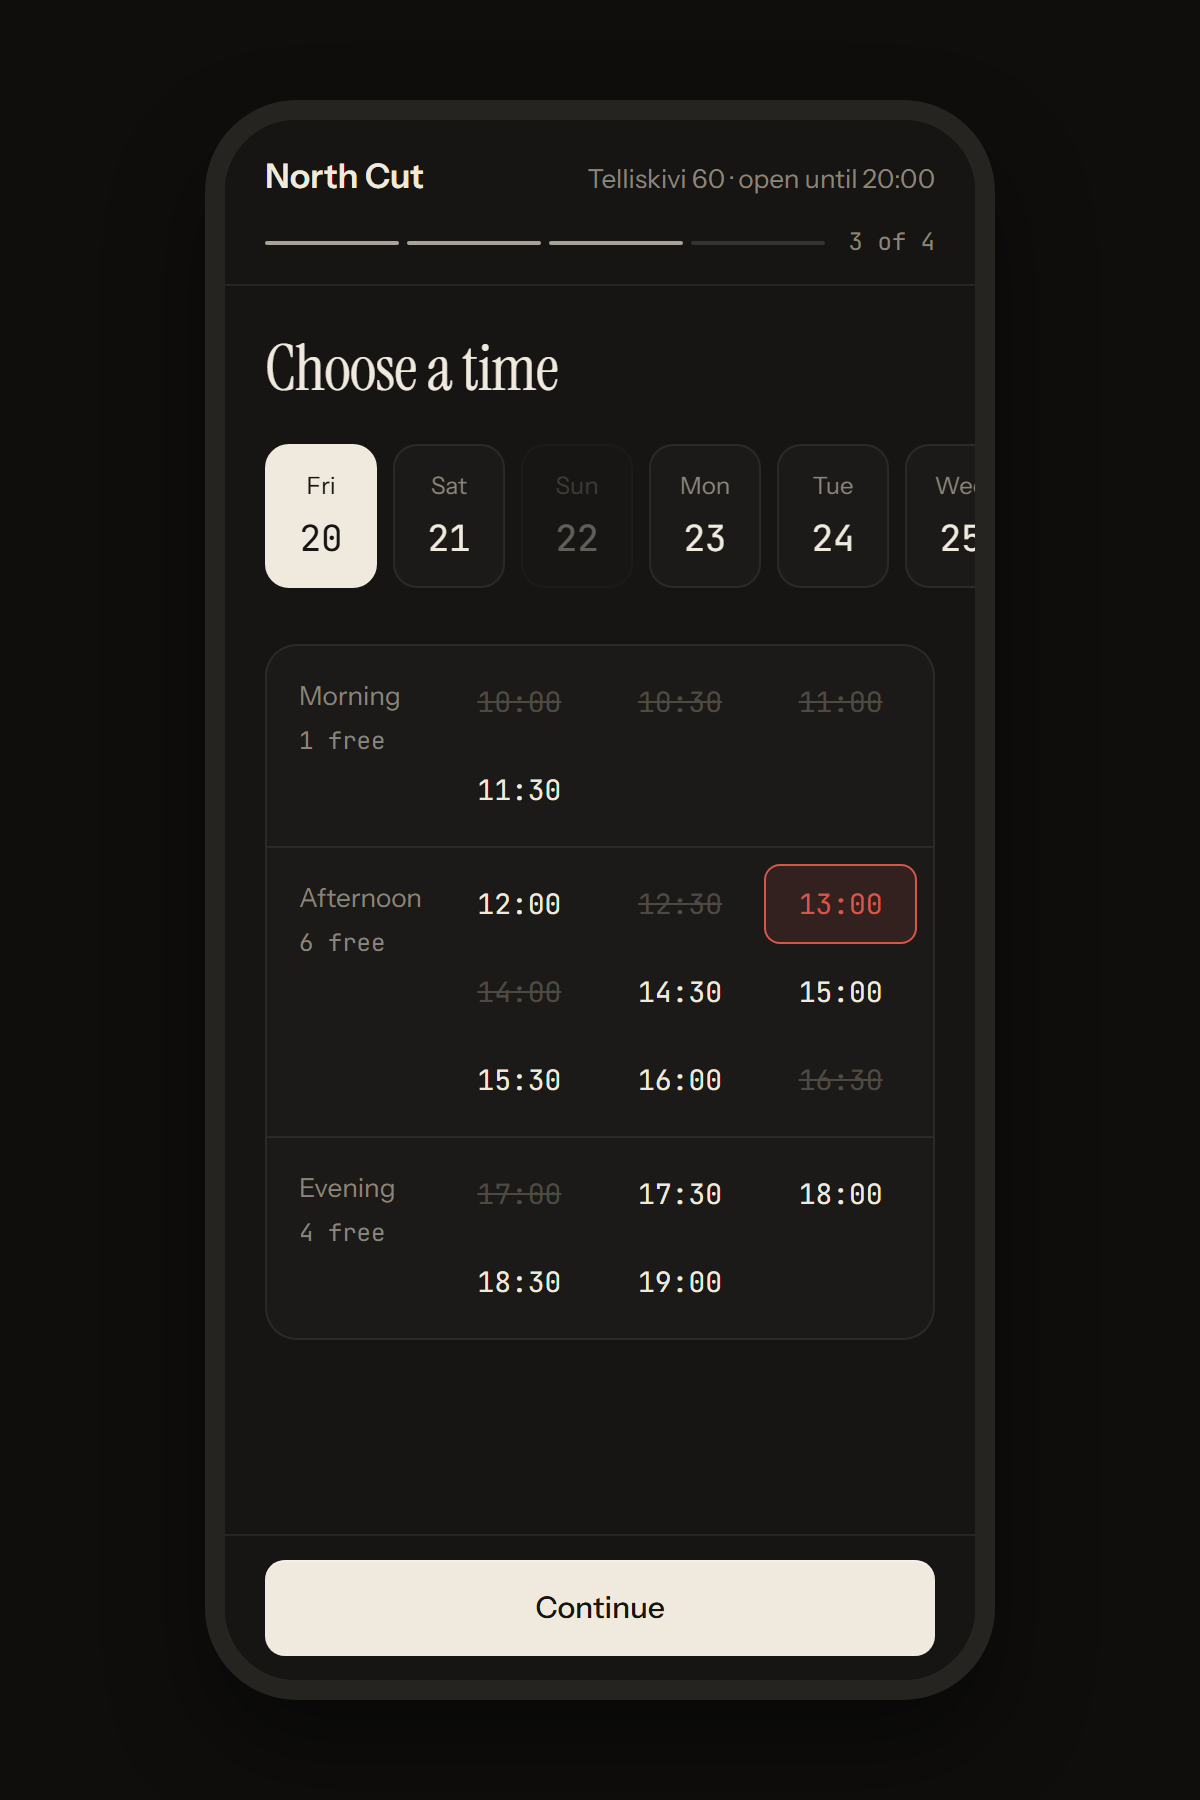 North Cut
Telliskivi 60 · open until 20:00
3 of 4
Choose a time
Fri Sat Sun Mon Tue We
20 21 22 23 24 25
Morning 10:00 10:30 11:00
1 free
11:30
Afternoon 12:00 12:30 13:00
6 free
14:00 14:30 15:00
15:30 16:00 16:30
Evening 17:00 17:30 18:00
4 free
18:30 19:00
Continue